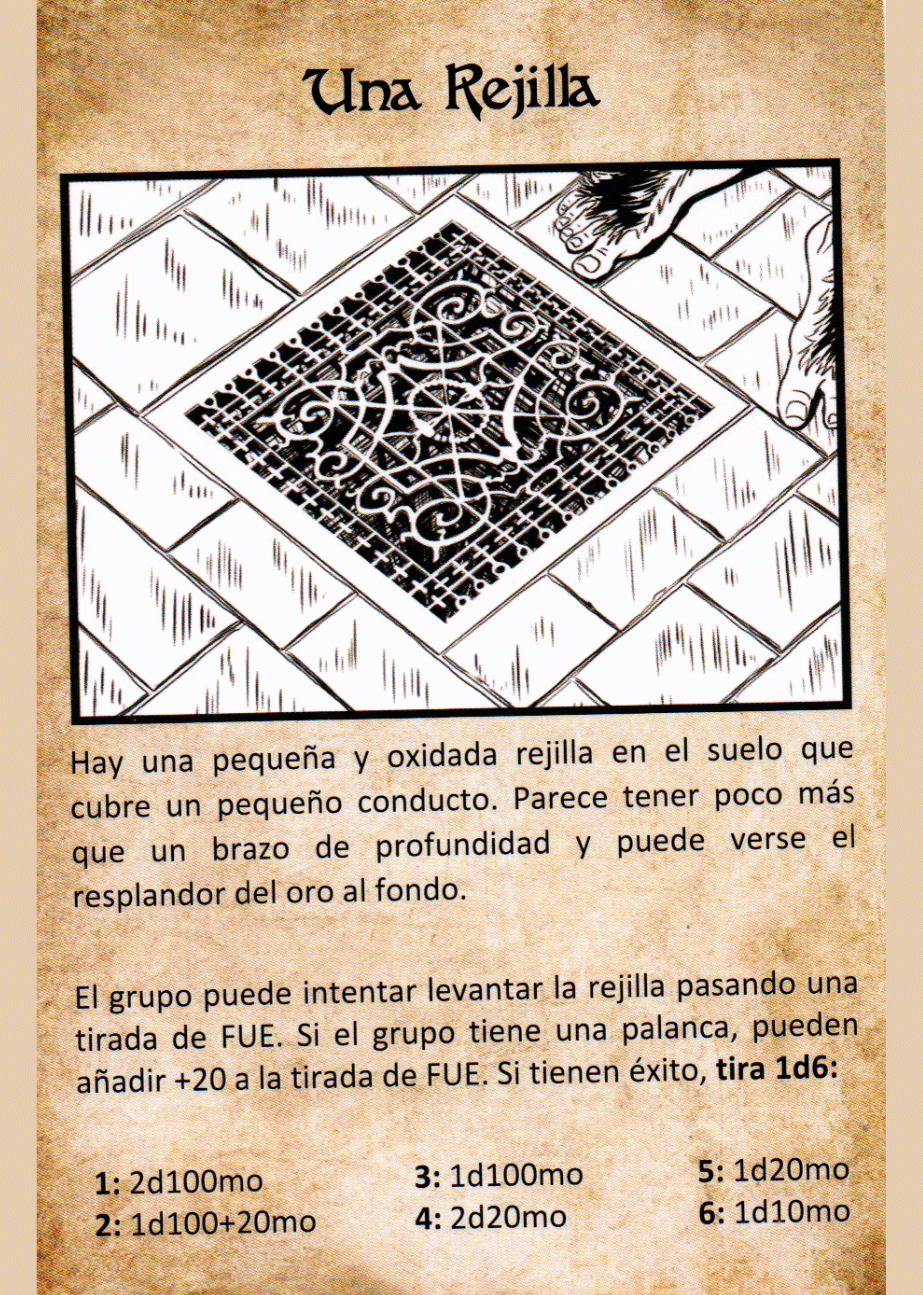 Una Rejilla
Hay una pequeña y oxidada rejilla en el suelo que
cubre un pequeño conducto. Parece tener poco más
que un brazo de profundidad y puede verse el
resplandor del oro al fondo.
El grupo puede intentar levantar la rejilla pasando una
tirada de FUE. Si el grupo tiene una palanca, pueden
añadir +20 a la tirada de FUE. Si tienen éxito, tira 1d6:
1: 2d100mo 3: 1d100mo 5: 1d20mo
2: 1d100+20mo 4: 2d20mo 6: 1d10mo